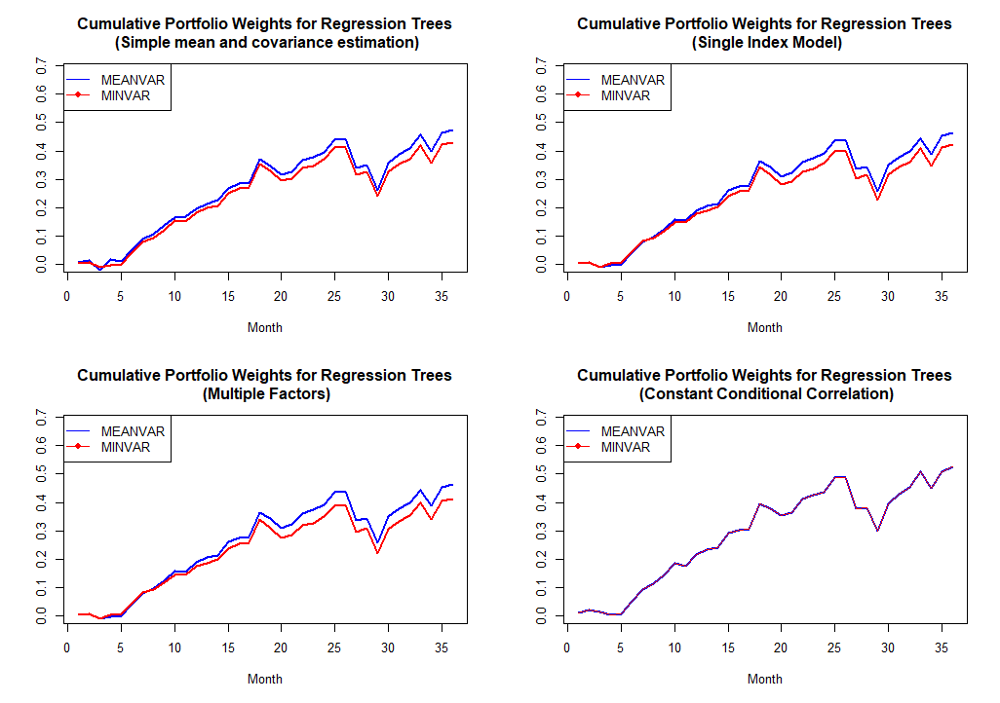 Cumulative Portfolio Weights for Regression Trees
(Simple mean and covariance estimation)
MEANVAR
MINVAR
0.7
0.6
0.5
0.4
0.3
0.2
0.1
0.0
0 5 10 15 20 25 30 35
Month
Cumulative Portfolio Weights for Regression Trees
(Single Index Model)
MEANVAR
MINVAR
0.7
0.6
0.5
0.4
0.3
0.2
0.1
0.0
0 5 10 15 20 25 30 35
Month
Cumulative Portfolio Weights for Regression Trees
(Multiple Factors)
MEANVAR
MINVAR
0.7
0.6
0.5
0.4
0.3
0.2
0.1
0.0
0 5 10 15 20 25 30 35
Month
Cumulative Portfolio Weights for Regression Trees
(Constant Conditional Correlation)
MEANVAR
MINVAR
0.7
0.6
0.5
0.4
0.3
0.2
0.1
0.0
0 5 10 15 20 25 30 35
Month